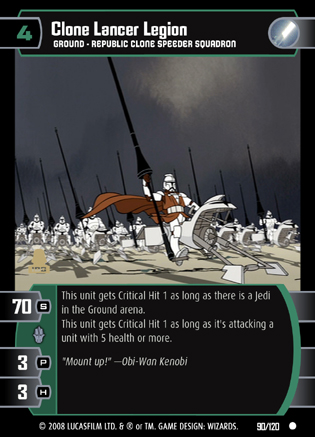 4
Clone Lancer Legion
GROUND - REPUBLIC CLONE SPEEDER SQUADRON
70 S
This unit gets Critical Hit 1 as long as there is a Jedi
in the Ground arena.
This unit gets Critical Hit 1 as long as it's attacking a
unit with 5 health or more.
3 P
"Mount up!" —Obi-Wan Kenobi
3 H
© 2008 LUCASFILM LTD. & ® or TM. GAME DESIGN: WIZARDS. 90/120